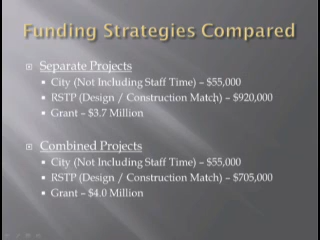 Funding Strategies Compared
Separate Projects
City (Not Including Staff Time) – $55,000
RSTP (Design / Construction Match) – $920,000
Grant – $3.7 Million
Combined Projects
City (Not Including Staff Time) – $55,000
RSTP (Design / Construction Match) – $705,000
Grant – $4.0 Million